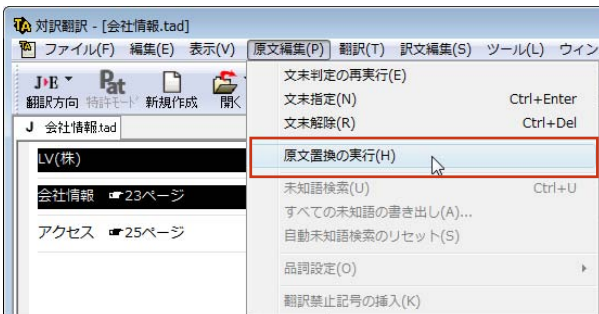 対訳翻訳 - [会社情報.tad]
ファイル(F) 編集(E) 表示(V) 原文編集(P) 翻訳(T) 訳文編集(S) ツール(L) ウィン
J▸E Pat
翻訳方向 特許モード 新規作成 開く
J 会社情報.tad
LV(株)
会社情報 ☛23ページ
アクセス ☛25ページ
文末判定の再実行(E)
文末指定(N) Ctrl+Enter
文末解除(R) Ctrl+Del
原文置換の実行(H)
未知語検索(U) Ctrl+U
すべての未知語の書き出し(A)...
自動未知語検索のリセット(S)
品詞設定(O)
翻訳禁止記号の挿入(K)